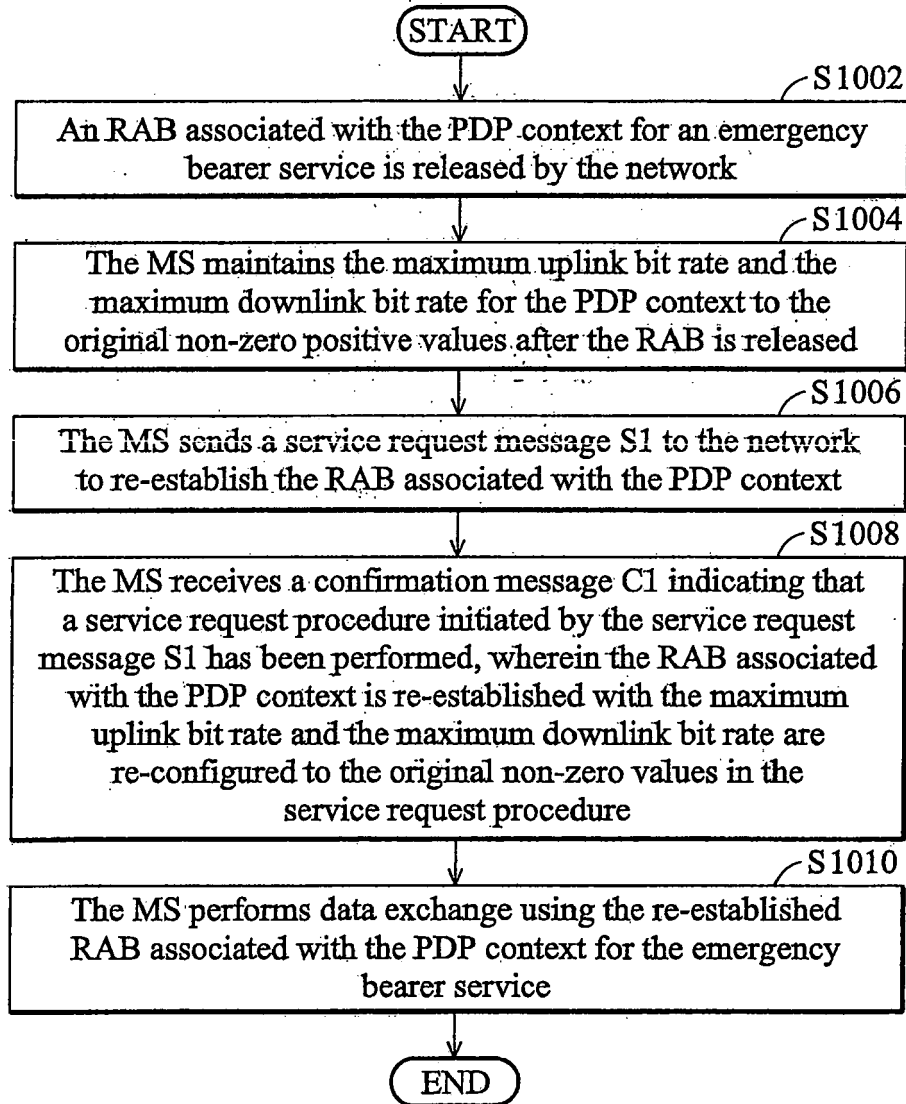 START
S1002
An RAB associated with the PDP context for an emergency
bearer service is released by the network
S1004
The MS maintains the maximum uplink bit rate and the
maximum downlink bit rate for the PDP context to the
original non-zero positive values after the RAB is released
S1006
The MS sends a service request message S1 to the network
to re-establish the RAB associated with the PDP context
S1008
The MS receives a confirmation message C1 indicating that
a service request procedure initiated by the service request
message S1 has been performed, wherein the RAB associated
with the PDP context is re-established with the maximum
uplink bit rate and the maximum downlink bit rate are
re-configured to the original non-zero values in the
service request procedure
S1010
The MS performs data exchange using the re-established
RAB associated with the PDP context for the emergency
bearer service
END